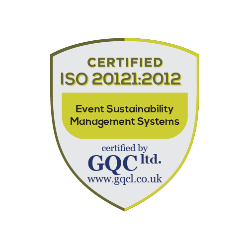 CERTIFIED
ISO 20121:2012
Event Sustainability
Management Systems
certified by
GQC ltd.
www.gqcl.co.uk